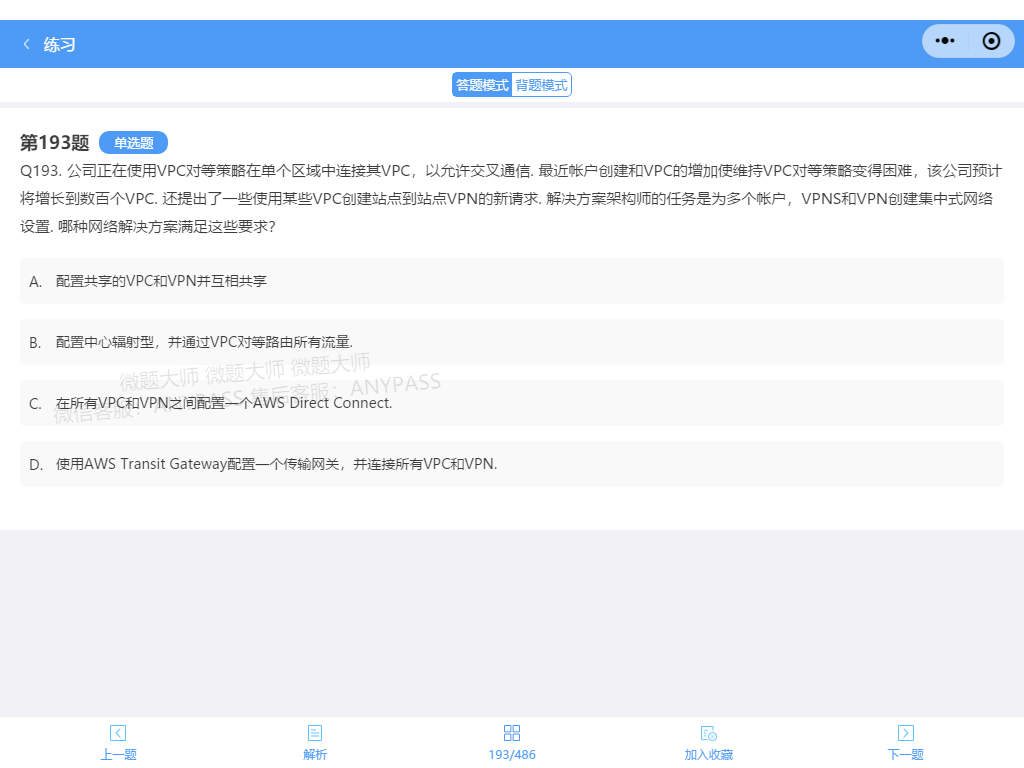 练习
答题模式 背题模式
第193题 单选题
Q193. 公司正在使用VPC对等策略在单个区域中连接其VPC，以允许交叉通信. 最近帐户创建和VPC的增加使维持VPC对等策略变得困难，该公司预计
将增长到数百个VPC. 还提出了一些使用某些VPC创建站点到站点VPN的新请求. 解决方案架构师的任务是为多个帐户，VPNS和VPN创建集中式网络
设置. 哪种网络解决方案满足这些要求?
A. 配置共享的VPC和VPN并互相共享
B. 配置中心辐射型，并通过VPC对等路由所有流量.
微题大师 微题大师 微题大师
微信客服：ANYPASS 售后客服：ANYPASS
C. 在所有VPC和VPN之间配置一个AWS Direct Connect.
D. 使用AWS Transit Gateway配置一个传输网关，并连接所有VPC和VPN.
上一题 解析 193/486 加入收藏 下一题